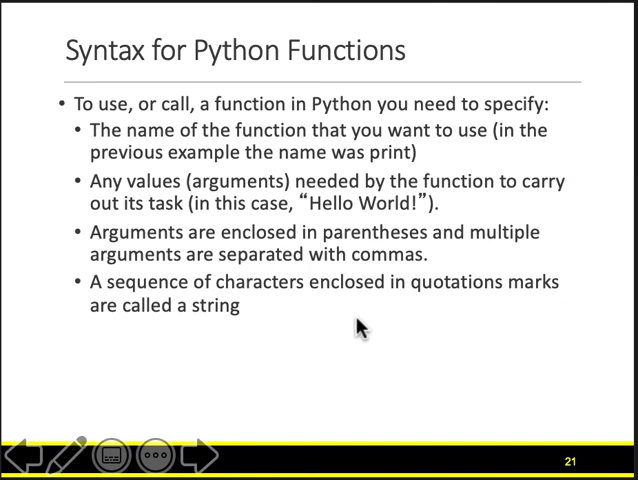 Syntax for Python Functions
• To use, or call, a function in Python you need to specify:
• The name of the function that you want to use (in the
previous example the name was print)
• Any values (arguments) needed by the function to carry
out its task (in this case, “Hello World!”).
• Arguments are enclosed in parentheses and multiple
arguments are separated with commas.
• A sequence of characters enclosed in quotations marks
are called a string
21